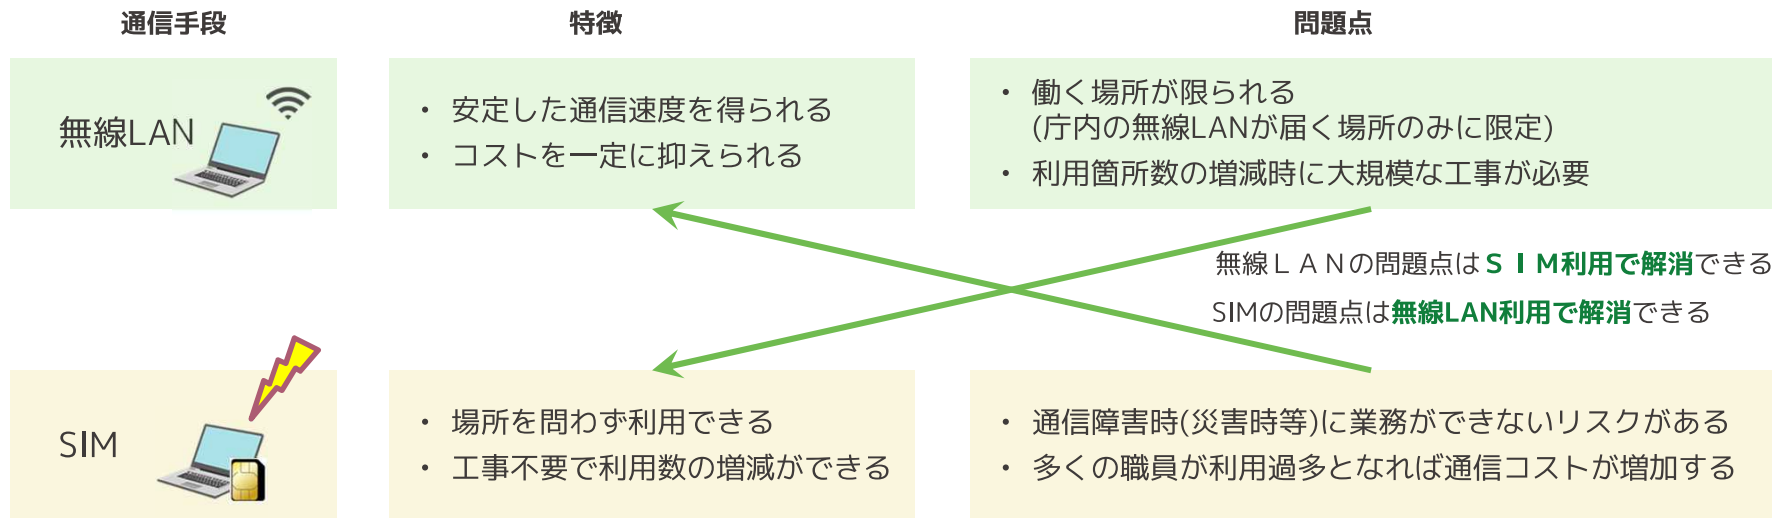 通信手段 特徴 問題点
無線LAN
・ 安定した通信速度を得られる
・ コストを一定に抑えられる
・ 働く場所が限られる
(庁内の無線LANが届く場所のみに限定)
・ 利用箇所数の増減時に大規模な工事が必要
無線ＬＡＮの問題点はＳＩＭ利用で解消できる
SIMの問題点は無線LAN利用で解消できる
SIM
・ 場所を問わず利用できる
・ 工事不要で利用数の増減ができる
・ 通信障害時(災害時等)に業務ができないリスクがある
・ 多くの職員が利用過多となれば通信コストが増加する